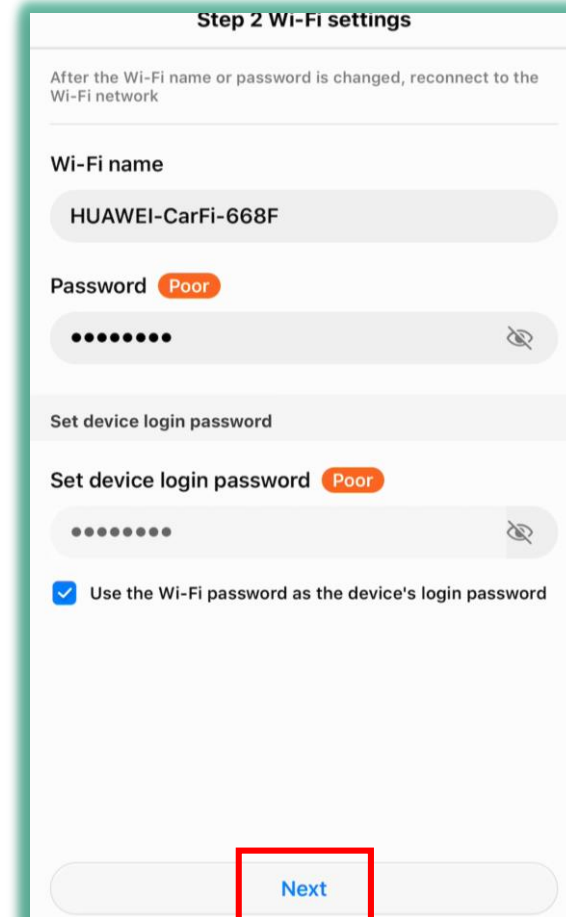 Step 2 Wi-Fi settings
After the Wi-Fi name or password is changed, reconnect to the
Wi-Fi network
Wi-Fi name
HUAWEI-CarFi-668F
Password Poor
••••••••
Set device login password
Set device login password Poor
••••••••
Use the Wi-Fi password as the device's login password
Next